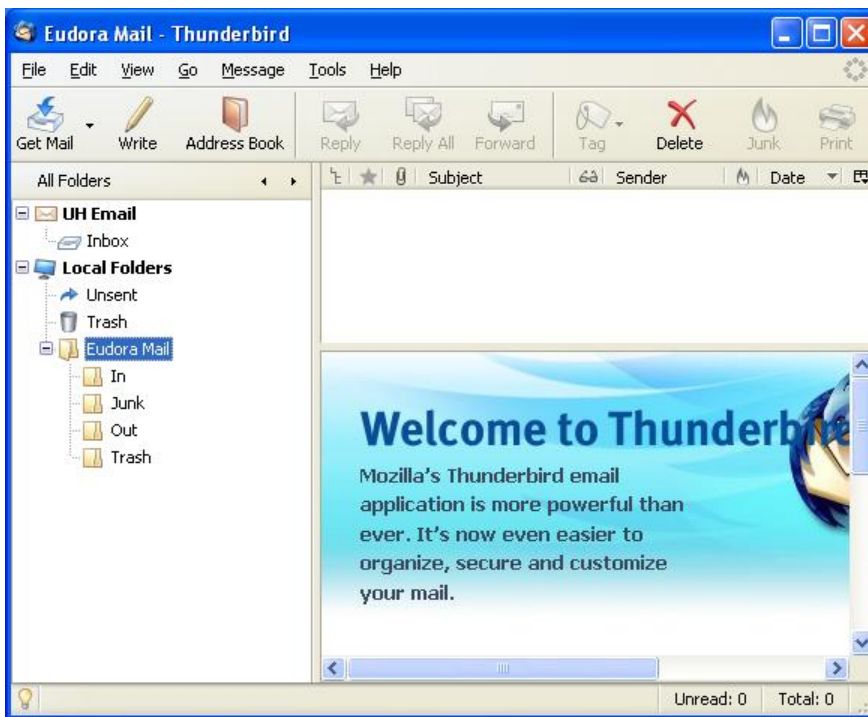 Eudora Mail - Thunderbird
File Edit View Go Message Tools Help
Get Mail Write Address Book Reply Reply All Forward Tag Delete Junk Print
All Folders
Subject Sender Date
UH Email
Inbox
Local Folders
Unsent
Trash
Eudora Mail
In
Junk
Out
Trash
Welcome to Thunderbird
Mozilla's Thunderbird email
application is more powerful than
ever. It's now even easier to
organize, secure and customize
your mail.
Unread: 0 Total: 0